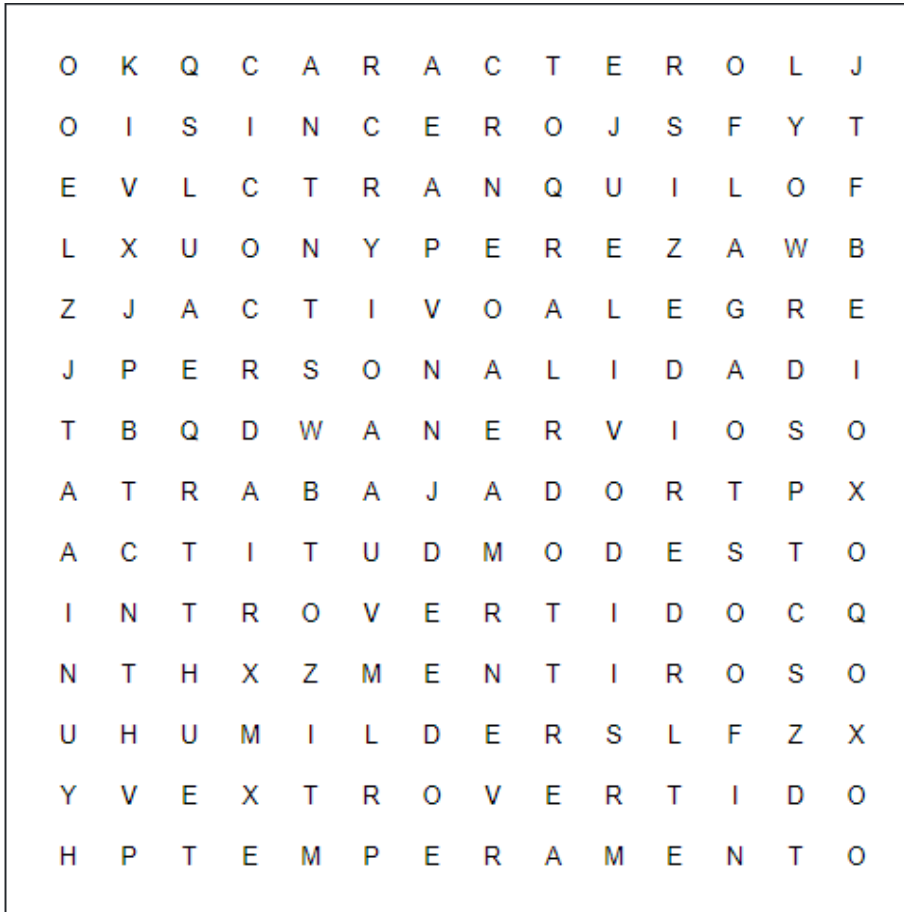 O K Q C A R A C T E R O L J
O I S I N C E R O J S F Y T
E V L C T R A N Q U I L O F
L X U O N Y P E R E Z A W B
Z J A C T I V O A L E G R E
J P E R S O N A L I D A D I
T B Q D W A N E R V I O S O
A T R A B A J A D O R T P X
A C T I T U D M O D E S T O
I N T R O V E R T I D O C Q
N T H X Z M E N T I R O S O
U H U M I L D E R S L F Z X
Y V E X T R O V E R T I D O
H P T E M P E R A M E N T O